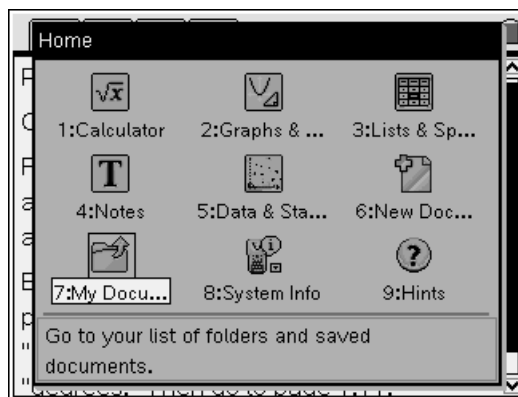 Home
1:Calculator 2:Graphs & ... 3:Lists & Sp...
4:Notes 5:Data & Sta... 6:New Doc...
7:My Docu... 8:System Info 9:Hints
Go to your list of folders and saved
documents.